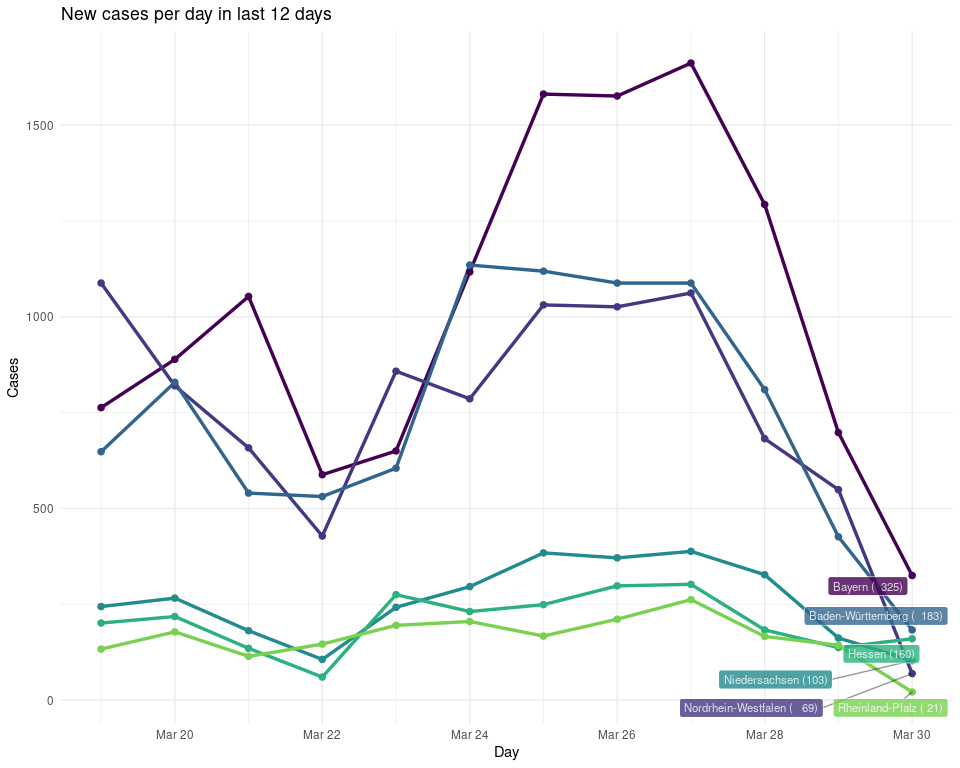 New cases per day in last 12 days
Cases
1500
1000
500
0
Bayern ( 325)
Baden-Württemberg ( 183)
Hessen (160)
Niedersachsen (103)
Nordrhein-Westfalen ( 69)
Rheinland-Pfalz ( 21)
Mar 20 Mar 22 Mar 24 Mar 26 Mar 28 Mar 30
Day